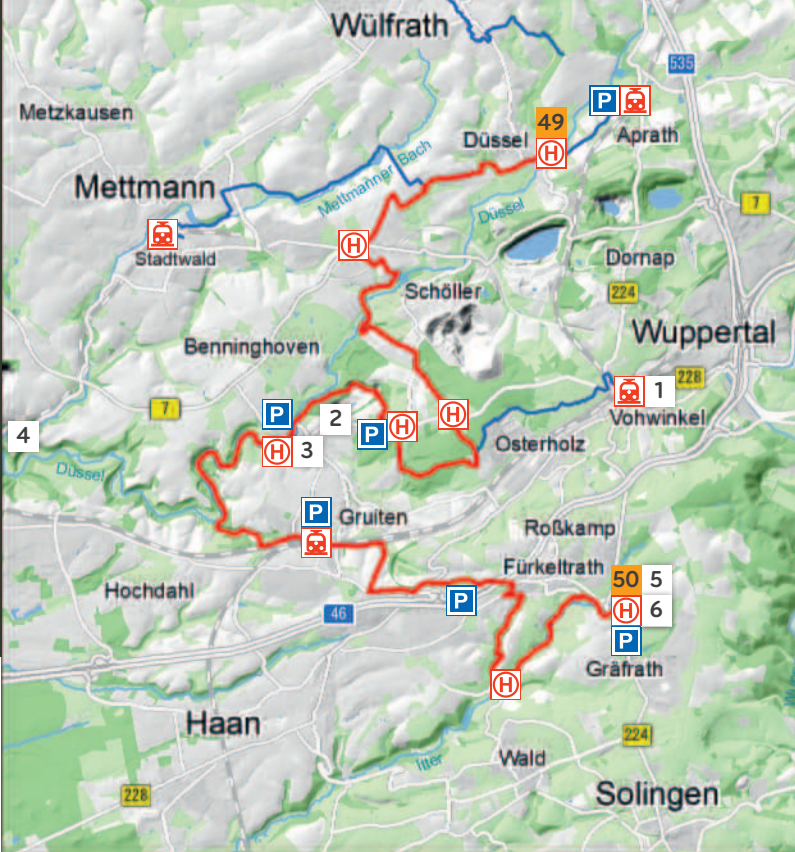 Wülfrath
535
P
Metzkausen
49
Düssel
H
Aprath
Mettmann
Mettmanner Bach
Düssel
7
H
Stadtwald
Dornap
Schöller
224
Wuppertal
Benninghoven
228
1
7
P
2
H
Vohwinkel
4
P
H
H
3
Osterholz
Düssel
P
Gruiten
Roßkamp
Fürkeltrath
50
5
Hochdahl
P
46
H
6
P
Gräfrath
H
Haan
224
Itter
Wald
228
Solingen